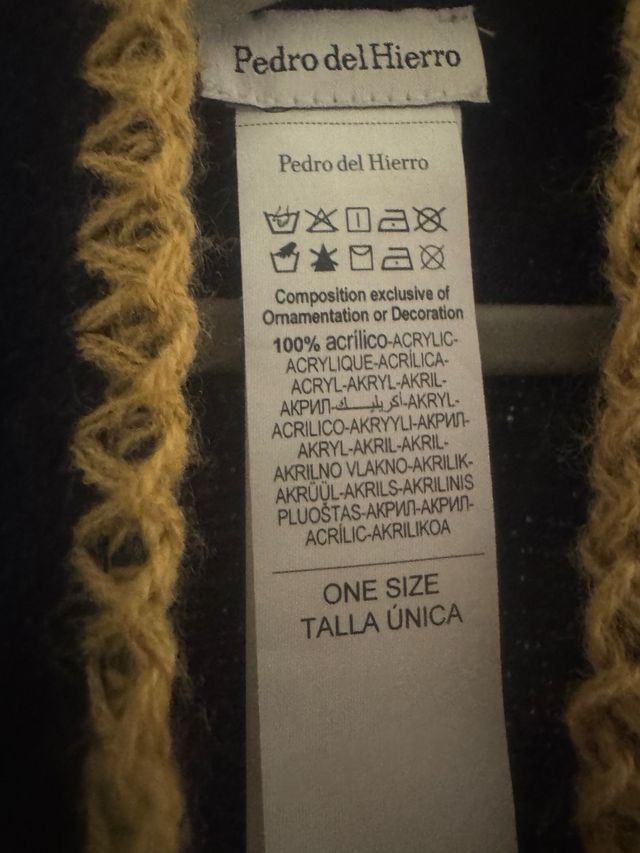 Pedro del Hierro
Pedro del Hierro
Composition exclusive of
Ornamentation or Decoration
100% acrílico-ACRYLIC-
ACRYLIQUE-ACRÍLICA-
ACRYL-AKRYL-AKRIL-
АКРИЛ-أكريليـــك-AKRYL-
ACRILICO-AKRYYLI-АКРИЛ-
AKRYL-AKRIL-AKRIL-
AKRILNO VLAKNO-AKRILIK-
AKRÜÜL-AKRILS-AKRILINIS
PLUOŠTAS-АКРИЛ-АКРИЛ-
ACRÍLIC-AKRILIKOA
ONE SIZE
TALLA ÚNICA